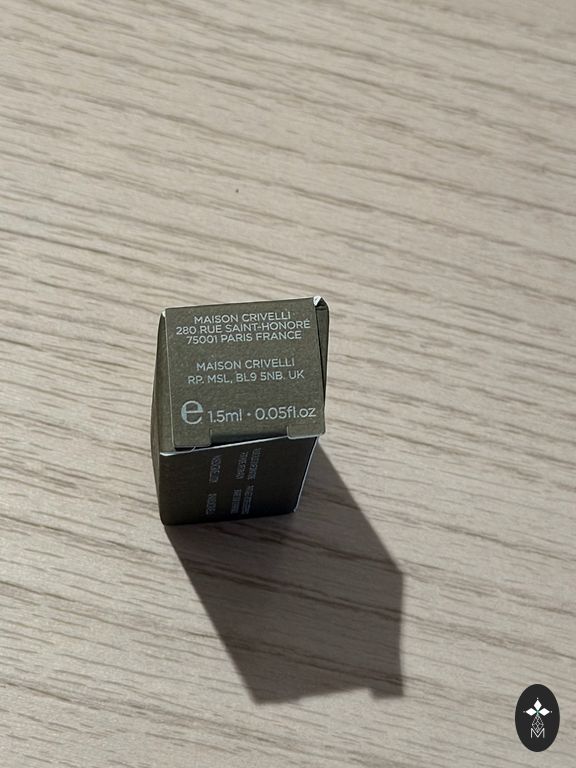 MAISON CRIVELLI
280 RUE SAINT-HONORÉ
75001 PARIS FRANCE
MAISON CRIVELLI
RP. MSL, BL9 5NB. UK
e 1.5ml • 0.05fl.oz